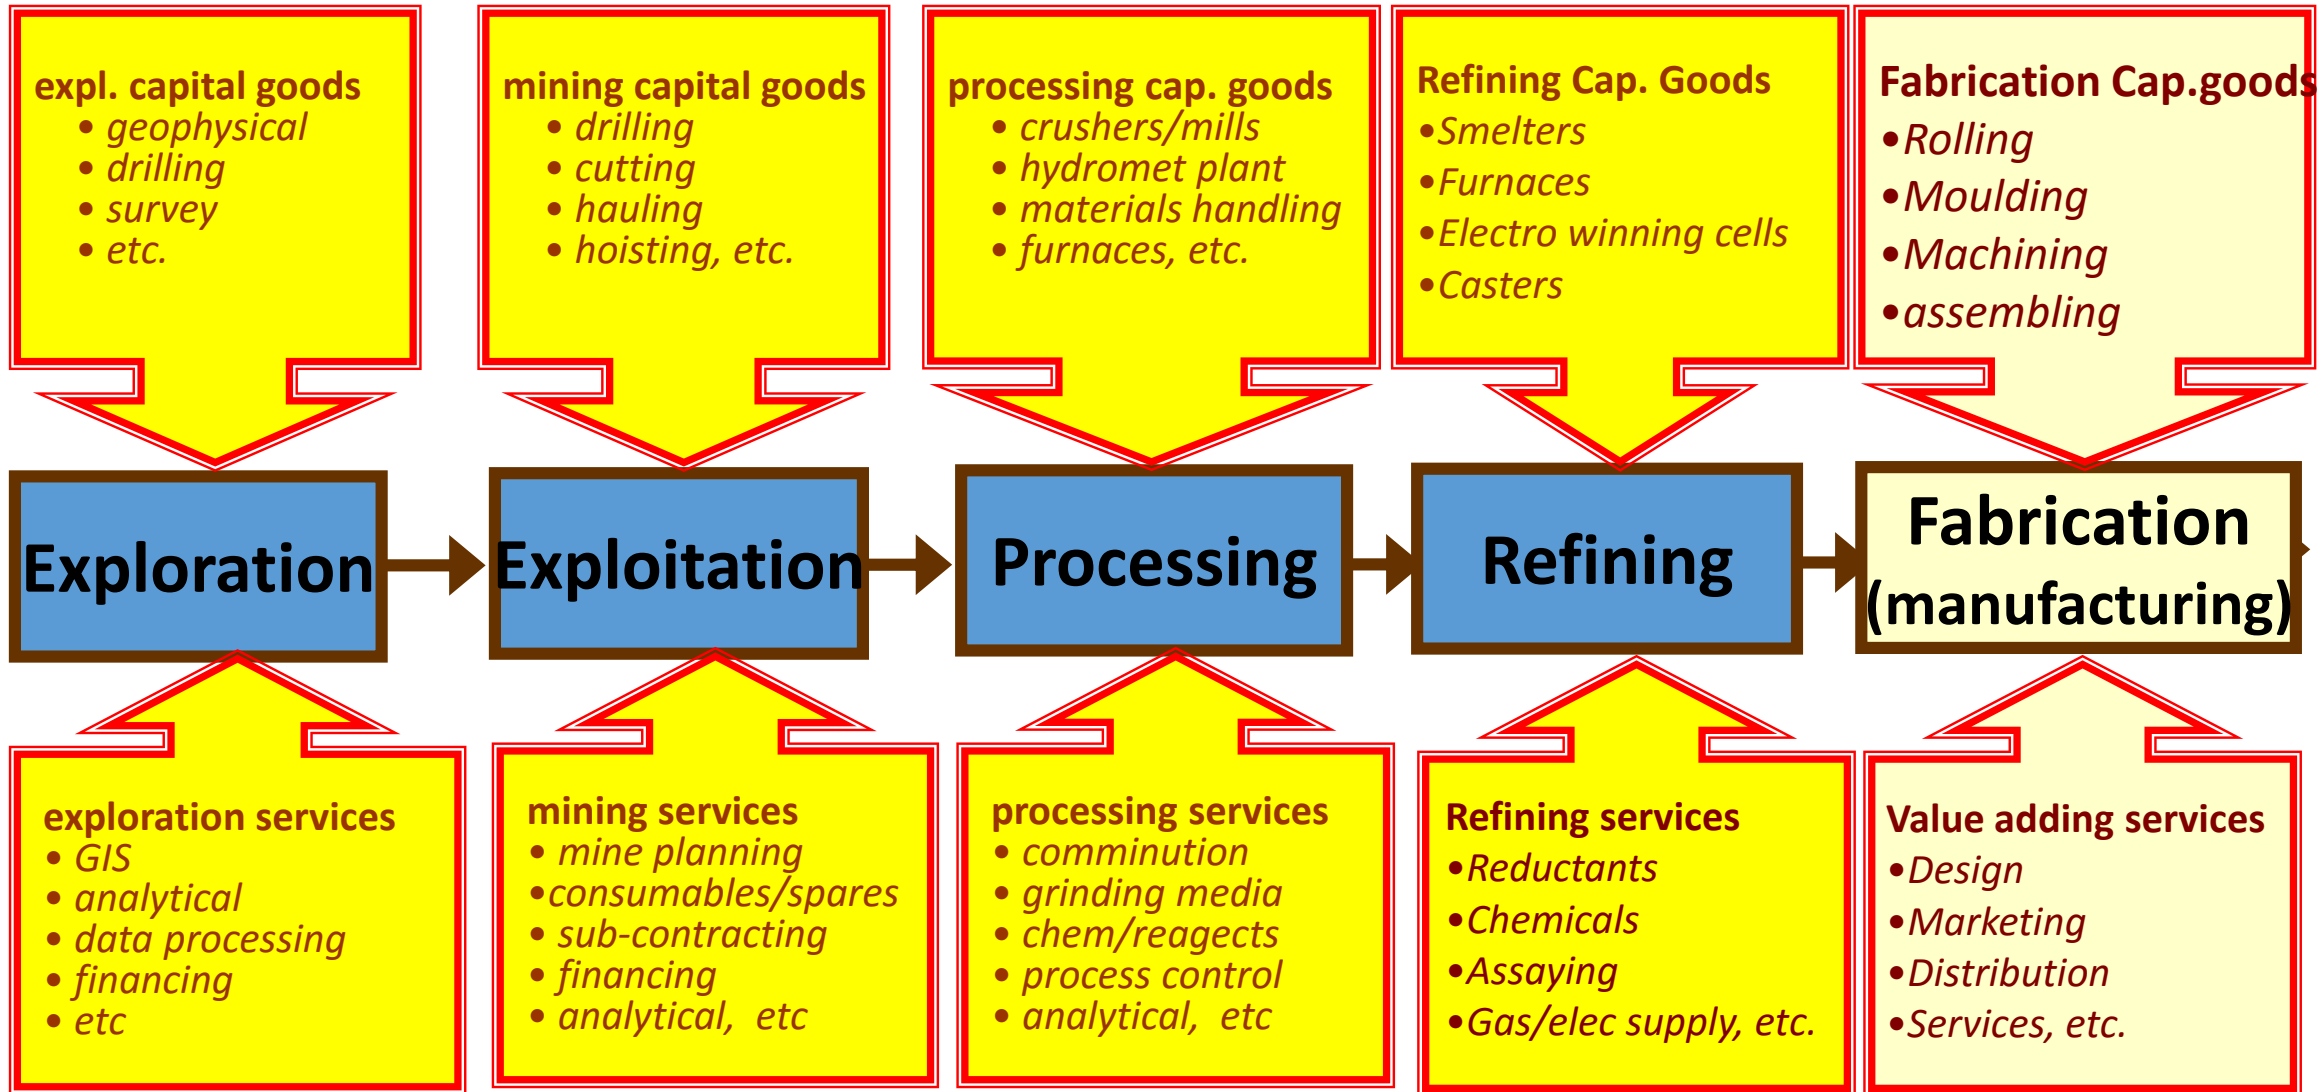 expl. capital goods
• geophysical
• drilling
• survey
• etc.
mining capital goods
• drilling
• cutting
• hauling
• hoisting, etc.
processing cap. goods
• crushers/mills
• hydromet plant
• materials handling
• furnaces, etc.
Refining Cap. Goods
•Smelters
•Furnaces
•Electro winning cells
•Casters
Fabrication Cap.goods
•Rolling
•Moulding
•Machining
•assembling
Exploration
Exploitation
Processing
Refining
Fabrication
(manufacturing)
exploration services
• GIS
• analytical
• data processing
• financing
• etc
mining services
• mine planning
•consumables/spares
• sub-contracting
• financing
• analytical, etc
processing services
• comminution
• grinding media
• chem/reagects
• process control
• analytical, etc
Refining services
•Reductants
•Chemicals
•Assaying
•Gas/elec supply, etc.
Value adding services
•Design
•Marketing
•Distribution
•Services, etc.